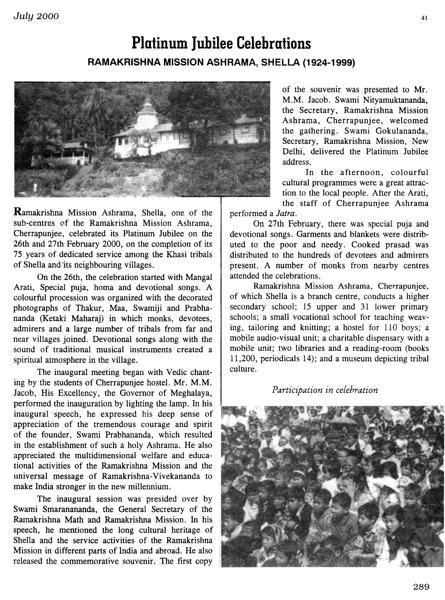 July 2000
41
Platinum Jubilee Celebrations
RAMAKRISHNA MISSION ASHRAMA, SHELLA (1924-1999)
Ramakrishna Mission Ashrama, Shella, one of the
sub-centres of the Ramakrishna Mission Ashrama,
Cherrapunjee, celebrated its Platinum Jubilee on the
26th and 27th February 2000, on the completion of its
75 years of dedicated service among the Khasi tribals
of Shella and its neighbouring villages.
On the 26th, the celebration started with Mangal
Arati, Special puja, homa and devotional songs. A
colourful procession was organized with the decorated
photographs of Thakur, Maa, Swamiji and Prabha-
nanda (Ketaki Maharaj) in which monks, devotees,
admirers and a large number of tribals from far and
near villages joined. Devotional songs along with the
sound of traditional musical instruments created a
spiritual atmosphere in the village.
The inaugural meeting began with Vedic chant-
ing by the students of Cherrapunjee hostel. Mr. M.M.
Jacob, His Excellency, the Governor of Meghalaya,
performed the inauguration by lighting the lamp. In his
inaugural speech, he expressed his deep sense of
appreciation of the tremendous courage and spirit
of the founder, Swami Prabhananda, which resulted
in the establishment of such a holy Ashrama. He also
appreciated the multidimensional welfare and educa-
tional activities of the Ramakrishna Mission and the
universal message of Ramakrishna-Vivekananda to
make India stronger in the new millennium.
The inaugural session was presided over by
Swami Smaranananda, the General Secretary of the
Ramakrishna Math and Ramakrishna Mission. In his
speech, he mentioned the long cultural heritage of
Shella and the service activities of the Ramakrishna
Mission in different parts of India and abroad. He also
released the commemorative souvenir. The first copy
of the souvenir was presented to Mr.
M.M. Jacob. Swami Nityamuktananda,
the Secretary, Ramakrishna Mission
Ashrama, Cherrapunjee, welcomed
the gathering. Swami Gokulananda,
Secretary, Ramakrishna Mission, New
Delhi, delivered the Platinum Jubilee
address.
In the afternoon, colourful
cultural programmes were a great attrac-
tion to the local people. After the Arati,
the staff of Cherrapunjee Ashrama
performed a Jatra.
On 27th February, there was special puja and
devotional songs. Garments and blankets were distrib-
uted to the poor and needy. Cooked prasad was
distributed to the hundreds of devotees and admirers
present. A number of monks from nearby centres
attended the celebrations.
Ramakrishna Mission Ashrama, Cherrapunjee,
of which Shella is a branch centre, conducts a higher
secondary school; 15 upper and 31 lower primary
schools; a small vocational school for teaching weav-
ing, tailoring and knitting; a hostel for 110 boys; a
mobile audio-visual unit; a charitable dispensary with a
mobile unit; two libraries and a reading-room (books
11,200, periodicals 14); and a museum depicting tribal
culture.
Participation in celebration
289